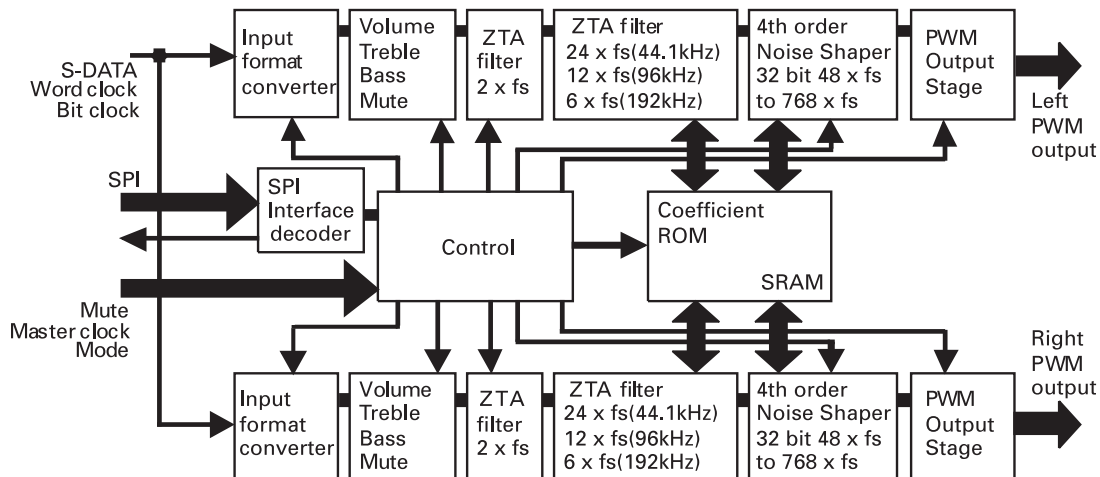 S-DATA
Word clock
Bit clock
Input
format
converter
Volume
Treble
Bass
Mute
ZTA
filter
2 x fs
ZTA filter
24 x fs(44.1kHz)
12 x fs(96kHz)
6 x fs(192kHz)
4th order
Noise Shaper
32 bit 48 x fs
to 768 x fs
PWM
Output
Stage
Left
PWM
output
SPI
SPI
Interface
decoder
Control
Coefficient
ROM
SRAM
Mute
Master clock
Mode
Input
format
converter
Volume
Treble
Bass
Mute
ZTA
filter
2 x fs
ZTA filter
24 x fs(44.1kHz)
12 x fs(96kHz)
6 x fs(192kHz)
4th order
Noise Shaper
32 bit 48 x fs
to 768 x fs
PWM
Output
Stage
Right
PWM
output